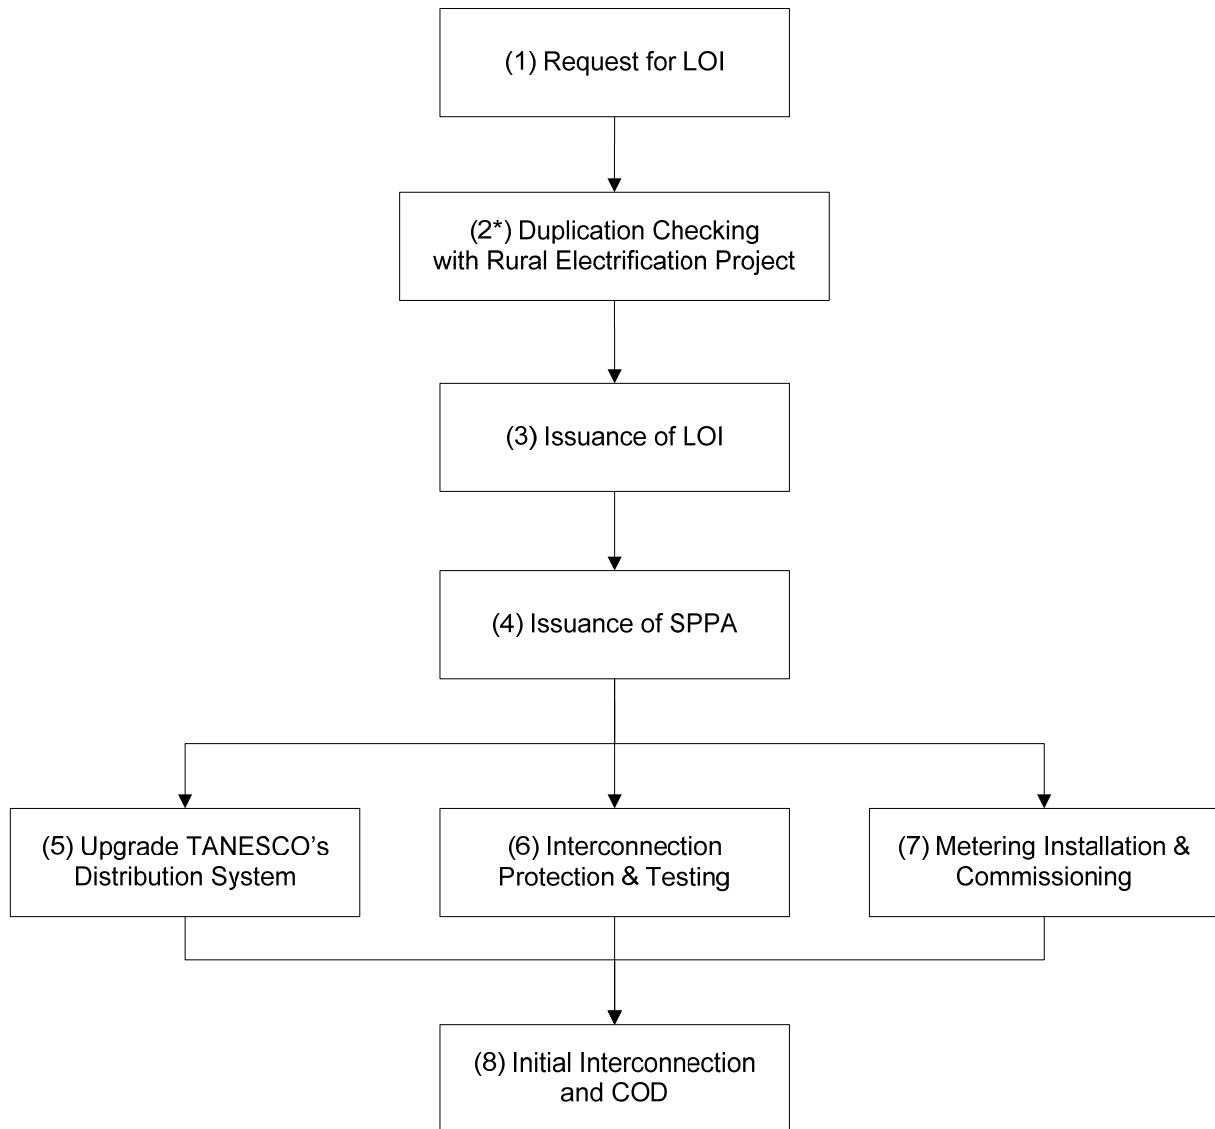 (1) Request for LOI
(2*) Duplication Checking
with Rural Electrification Project
(3) Issuance of LOI
(4) Issuance of SPPA
(5) Upgrade TANESCO’s
Distribution System
(6) Interconnection
Protection & Testing
(7) Metering Installation &
Commissioning
(8) Initial Interconnection
and COD